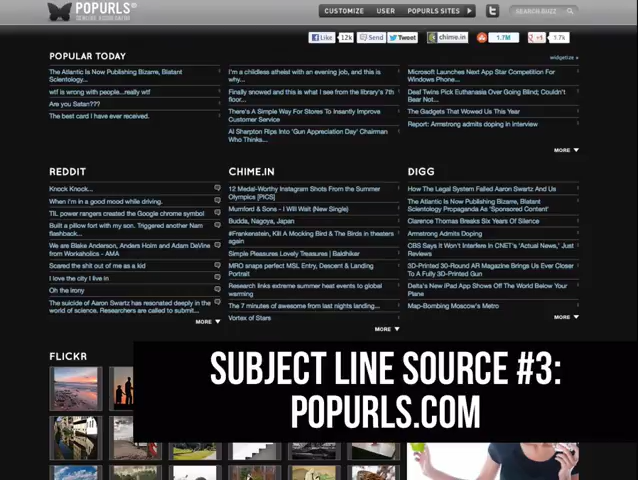 POPURLS
CUSTOMIZE USER POPURLS SITES
SEARCH BUZZ
Like 12k Send Tweet chime.in 1.7M +1 3.7k
POPULAR TODAY
widgetize »
The Atlantic Is Now Publishing Bizarre, Blatant
Scientology...
wtf is wrong with people...really wtf
Are you Satan???
The best card I have ever received.
I'm a childless atheist with an evening job, and this is
why...
Finally snowed and this is what I see from the library's 7th
floor...
There's A Simple Way For Stores To Insantly Improve
Customer Service
Al Sharpton Rips Into 'Gun Appreciation Day' Chairman
Who Thinks...
Microsoft Launches Next App Star Competition For
Windows Phone...
Deaf Twins Pick Euthanasia Over Going Blind; Couldn't
Bear Not...
The Gadgets That Wowed Us This Year
Report: Armstrong admits doping in interview
MORE
REDDIT
Knock Knock...
When i'm in a good mood while driving.
TIL power rangers created the Google chrome symbol
Built a pillow fort with my son. Triggered another Nam
flashback...
We are Blake Anderson, Anders Holm and Adam DeVine
from Workaholics - AMA
Scared the shit out of me as a kid
I love the city I live in
Oh the irony
The suicide of Aaron Swartz has resonated deeply in the
world of science. Researchers are called to submit...
MORE
CHIME.IN
12 Medal-Worthy Instagram Shots From the Summer
Olympics [PICS]
Mumford & Sons - I Will Wait (New Single)
Budda, Nagoya, Japan
#Frankenstein, Kill A Mocking Bird & The Birds in theaters
again
Simple Pleasures Lovely Treasures | Baldhiker
MRO snaps perfect MSL Entry, Descent & Landing
Portrait
Research links extreme summer heat events to global
warming
The 7 minutes of awesome from last nights landing...
Vortex of Stars
MORE
DIGG
How The Legal System Failed Aaron Swartz And Us
The Atlantic Is Now Publishing Bizarre, Blatant
Scientology Propaganda As 'Sponsored Content'
Clarence Thomas Breaks Six Years Of Silence
Armstrong Admits Doping
CBS Says It Won't Interfere In CNET's 'Actual News,' Just
Reviews
3D-Printed 30-Round AR Magazine Brings Us Ever Closer
To A Fully 3D-Printed Gun
Delta's New iPad App Shows Off The World Below Your
Plane
Map-Bombing Moscow's Metro
MORE
FLICKR
SUBJECT LINE SOURCE #3:
POPURLS.COM